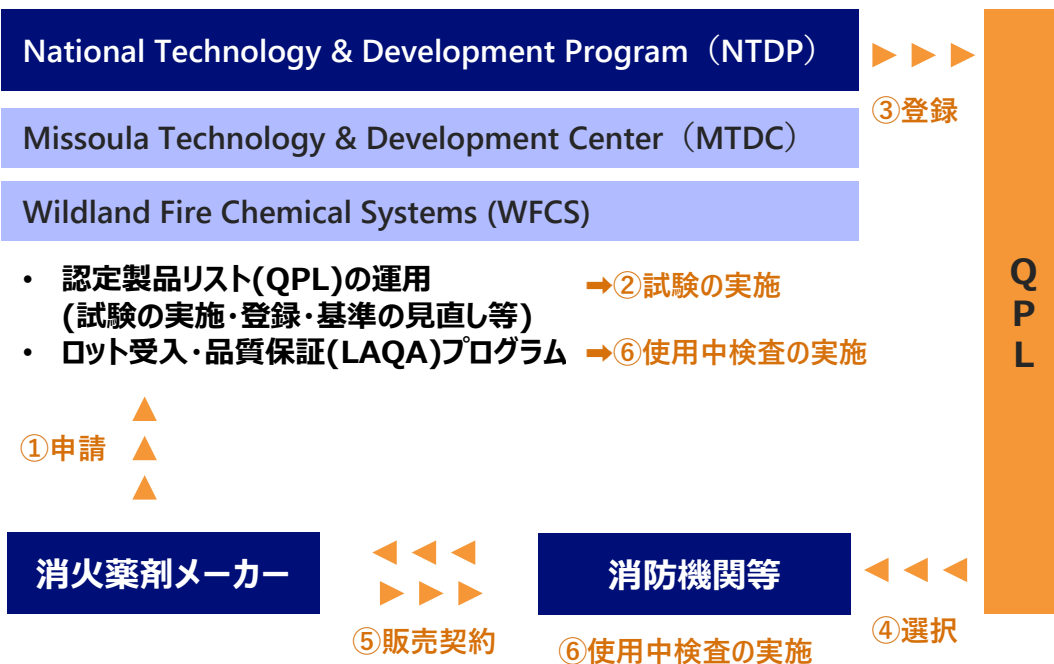 National Technology & Development Program（NTDP）
③登録
Missoula Technology & Development Center（MTDC）
Wildland Fire Chemical Systems (WFCS)
• 認定製品リスト(QPL)の運用
(試験の実施･登録･基準の見直し等)
➡②試験の実施
• ロット受入･品質保証(LAQA)プログラム
➡⑥使用中検査の実施
Q
P
L
①申請
消火薬剤メーカー
消防機関等
⑤販売契約
⑥使用中検査の実施
④選択